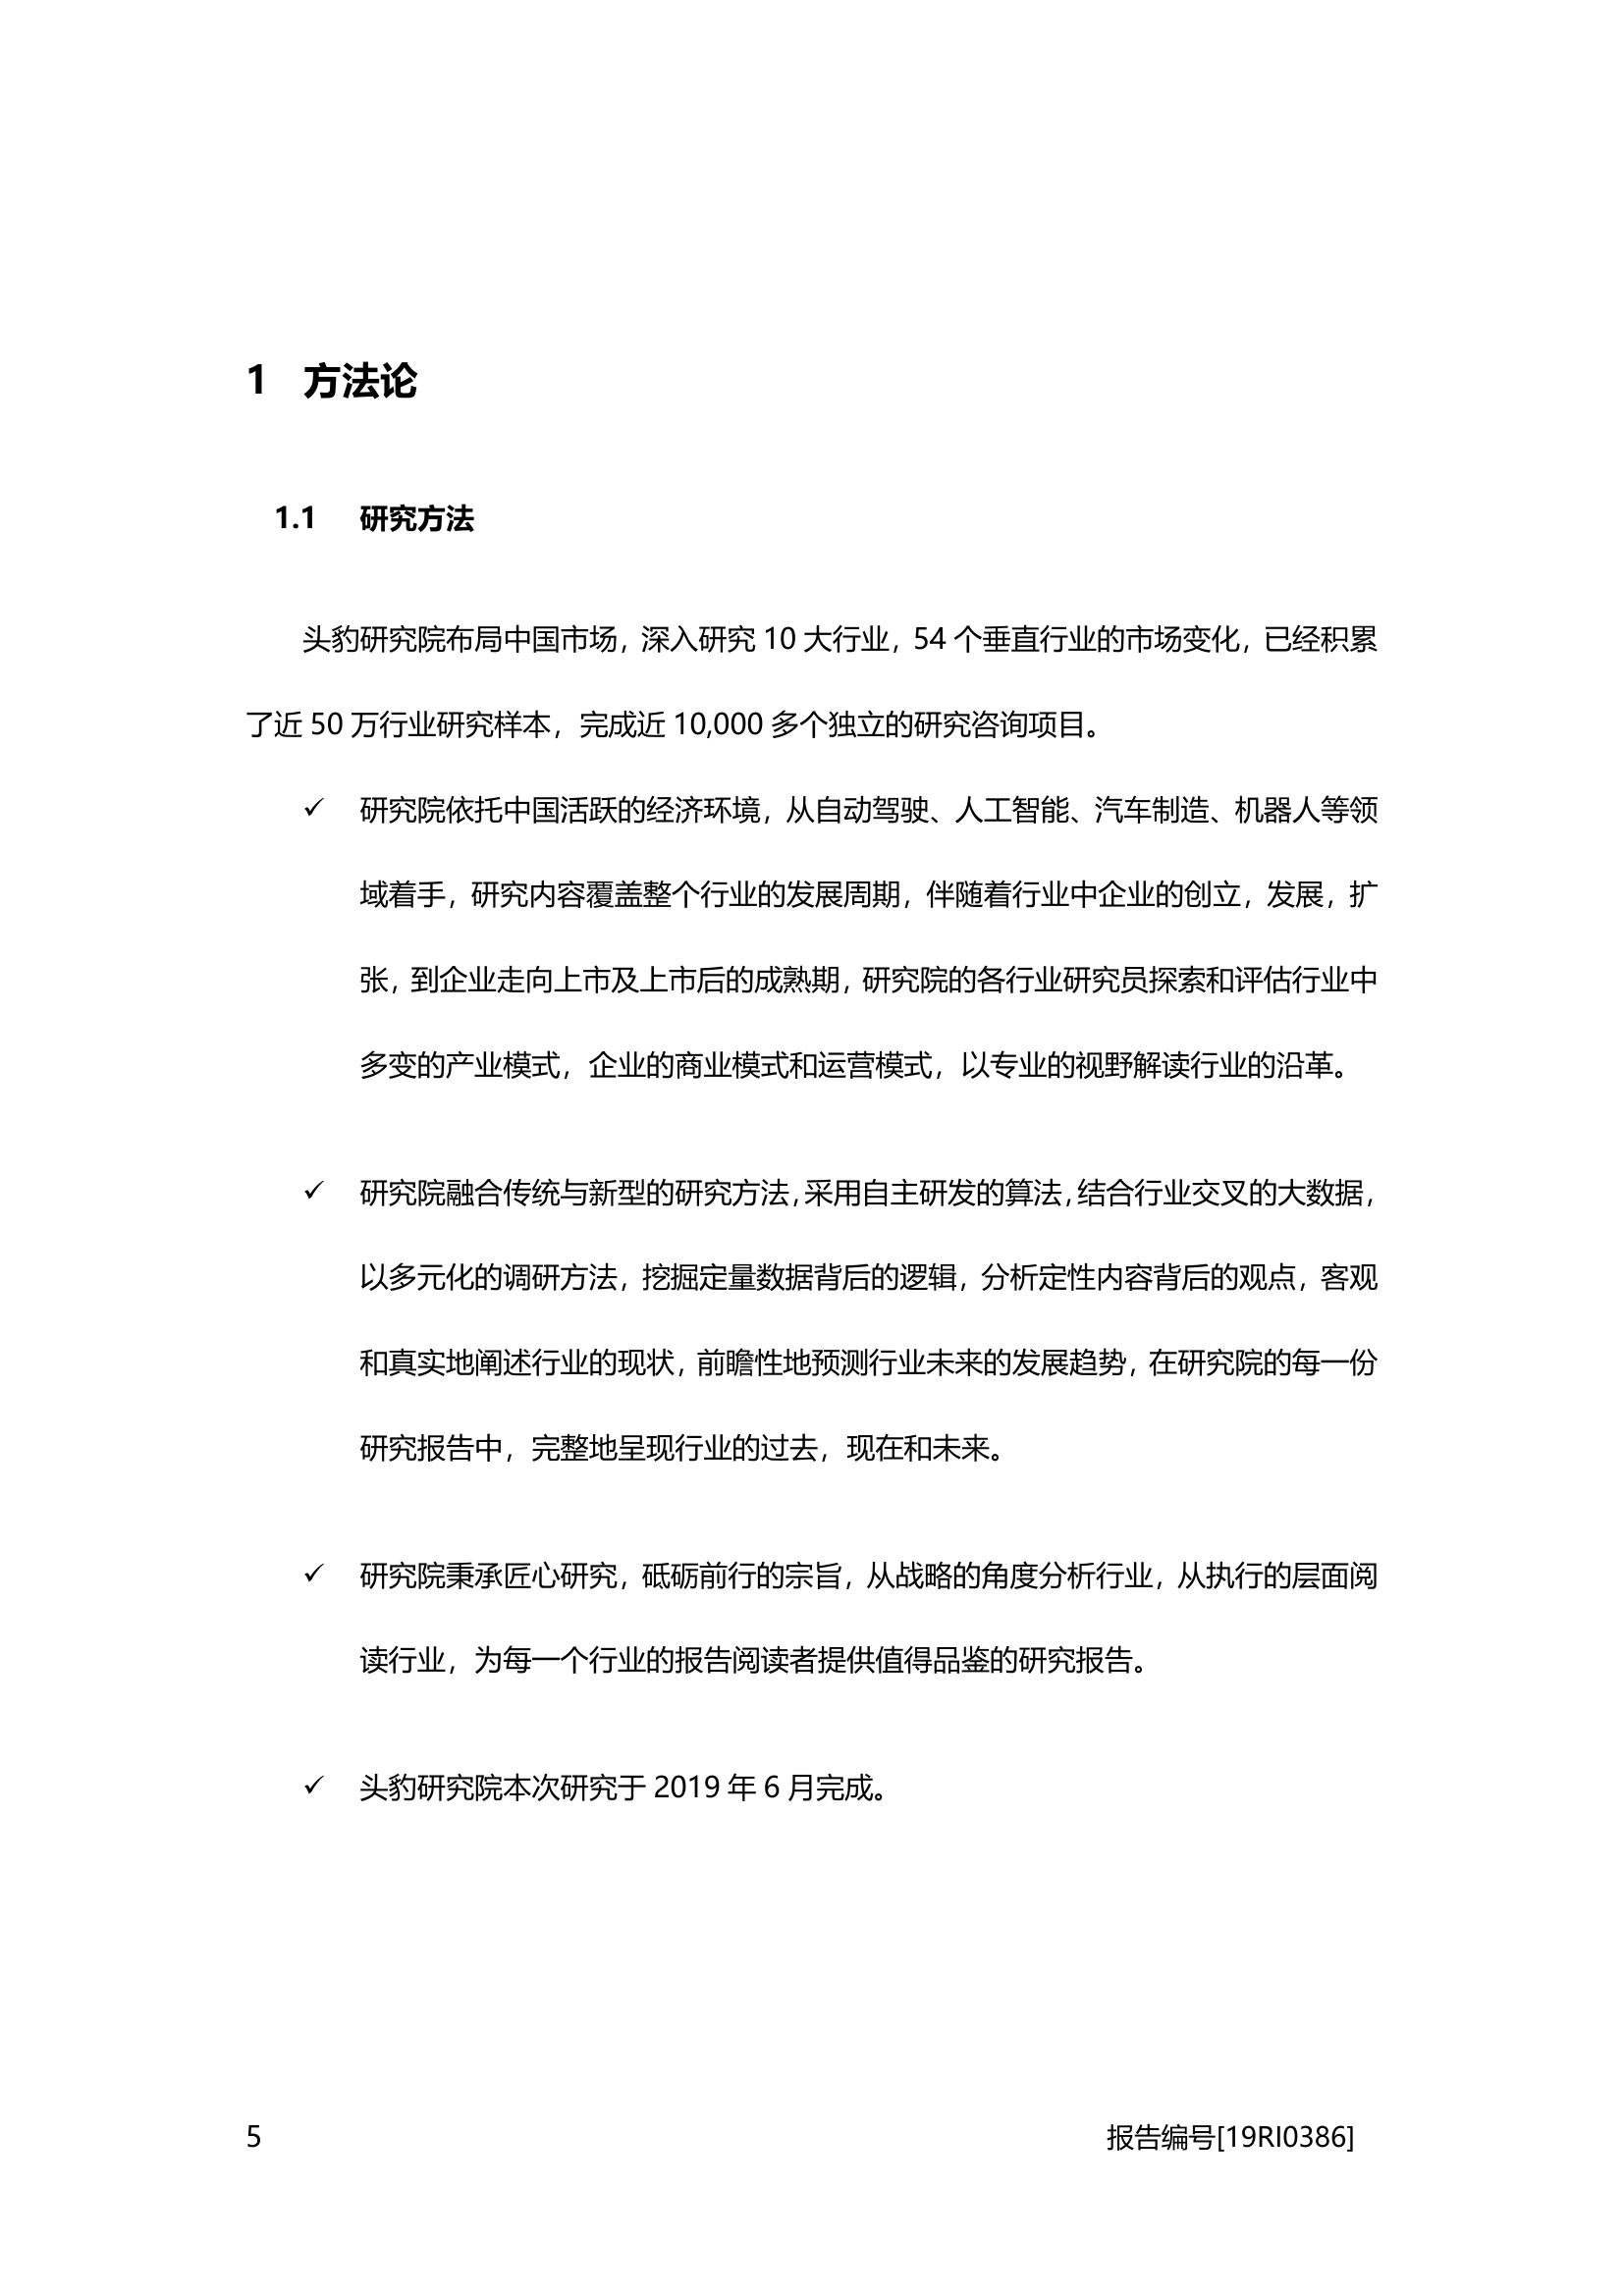 1 方法论
1.1 研究方法
头豹研究院布局中国市场，深入研究 10 大行业，54 个垂直行业的市场变化，已经积累
了近 50 万行业研究样本，完成近 10,000 多个独立的研究咨询项目。
✓ 研究院依托中国活跃的经济环境，从自动驾驶、人工智能、汽车制造、机器人等领
域着手，研究内容覆盖整个行业的发展周期，伴随着行业中企业的创立，发展，扩
张，到企业走向上市及上市后的成熟期，研究院的各行业研究员探索和评估行业中
多变的产业模式，企业的商业模式和运营模式，以专业的视野解读行业的沿革。
✓ 研究院融合传统与新型的研究方法，采用自主研发的算法，结合行业交叉的大数据，
以多元化的调研方法，挖掘定量数据背后的逻辑，分析定性内容背后的观点，客观
和真实地阐述行业的现状，前瞻性地预测行业未来的发展趋势，在研究院的每一份
研究报告中，完整地呈现行业的过去，现在和未来。
✓ 研究院秉承匠心研究，砥砺前行的宗旨，从战略的角度分析行业，从执行的层面阅
读行业，为每一个行业的报告阅读者提供值得品鉴的研究报告。
✓ 头豹研究院本次研究于 2019 年 6 月完成。
5 报告编号[19RI0386]